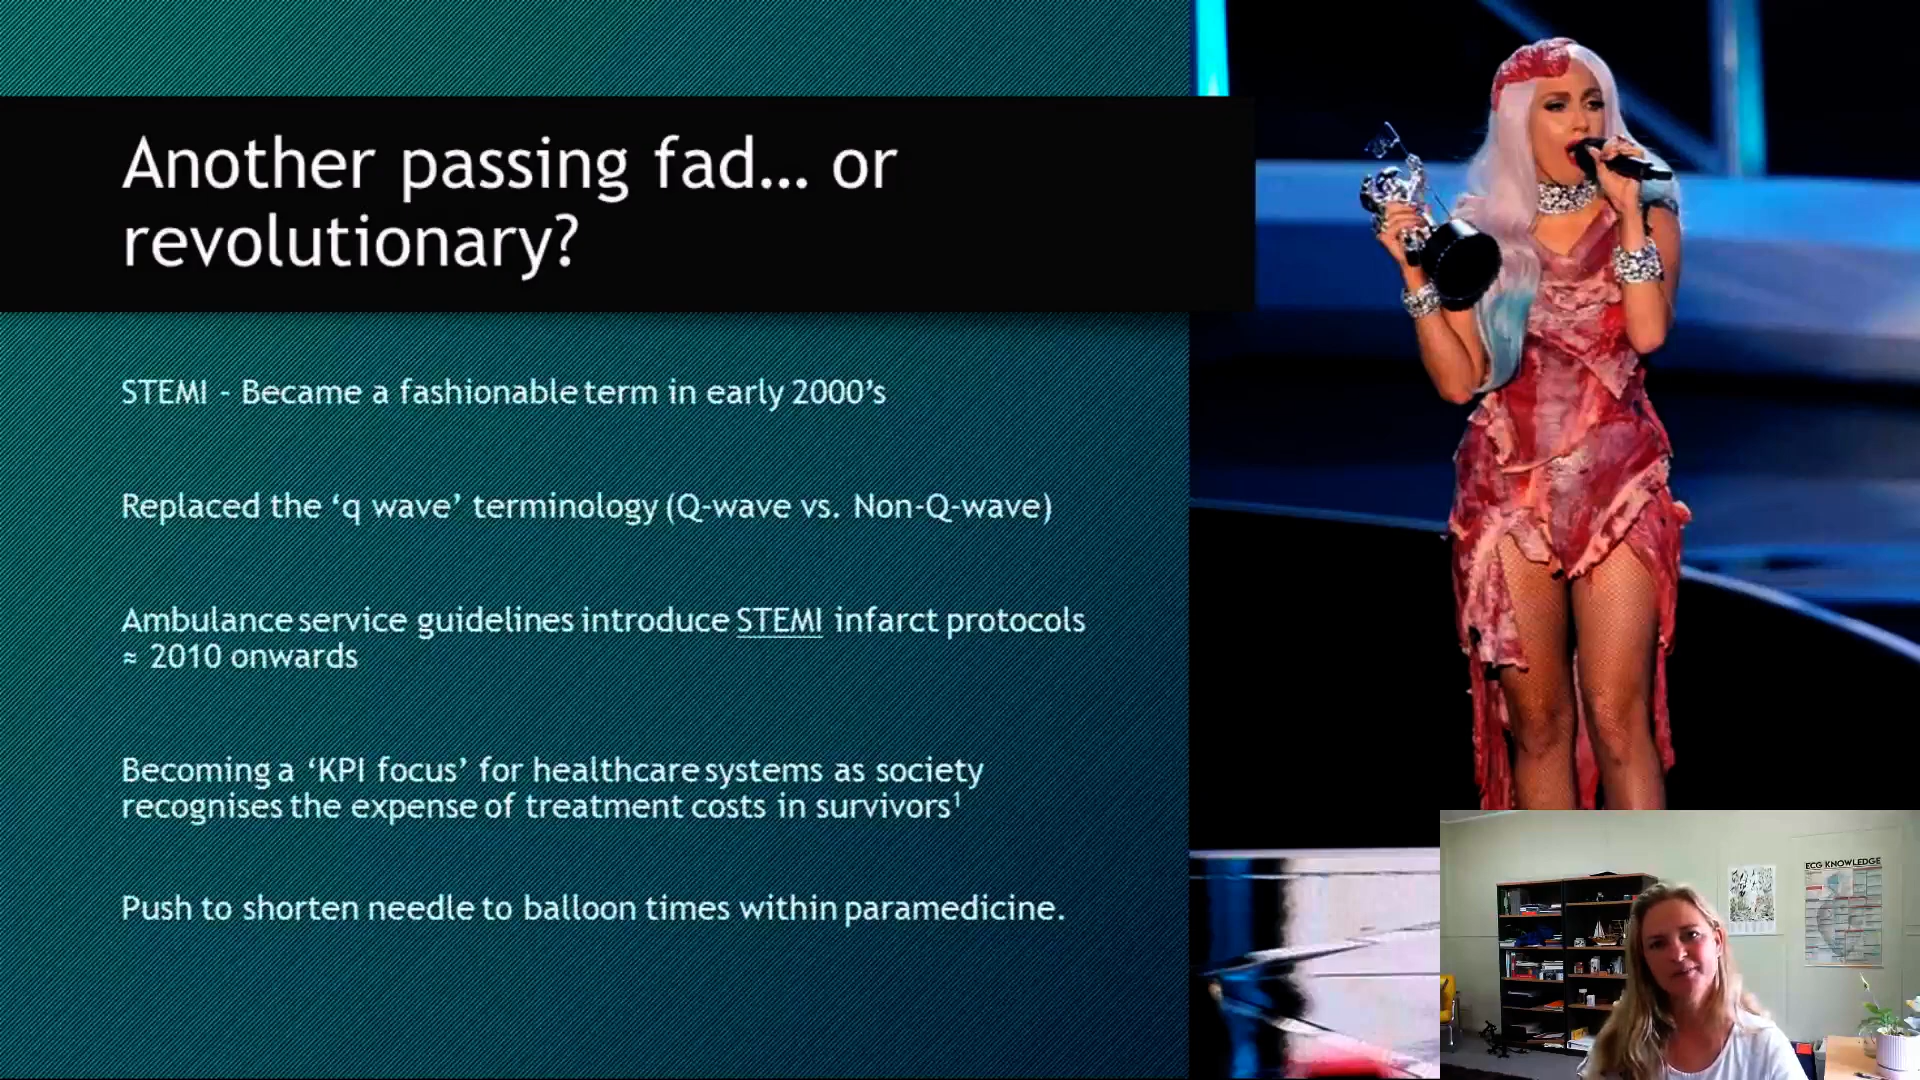 Another passing fad... or
revolutionary?
STEMI - Became a fashionable term in early 2000's
Replaced the 'q wave' terminology (Q-wave vs. Non-Q-wave)
Ambulance service guidelines introduce STEMI infarct protocols
≈ 2010 onwards
Becoming a 'KPI focus' for healthcare systems as society
recognises the expense of treatment costs in survivors¹
Push to shorten needle to balloon times within paramedicine.
ECG KNOWLEDGE